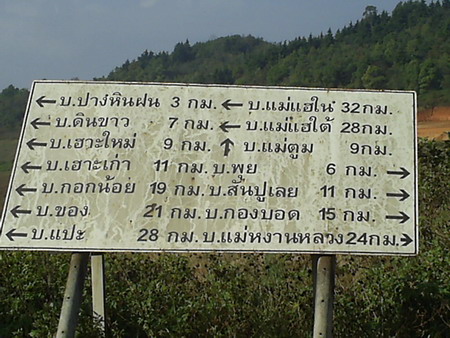 ← บ.ปางหินฝน 3 กม. ← บ.แม่แฮใน 32 กม.
← บ.ดินขาว 7 กม. ← บ.แม่แฮใต้ 28 กม.
← บ.เฮาะใหม่ 9 กม. ↑ บ.แม่ตูม 9 กม.
← บ.เฮาะเก่า 11 กม. บ.พุย 6 กม. →
← บ.กอกน้อย 19 กม. บ.สันปูเลย 11 กม. →
← บ.ของ 21 กม. บ.กองบอด 15 กม. →
← บ.แปะ 28 กม. บ.แม่หงานหลวง 24 กม. →